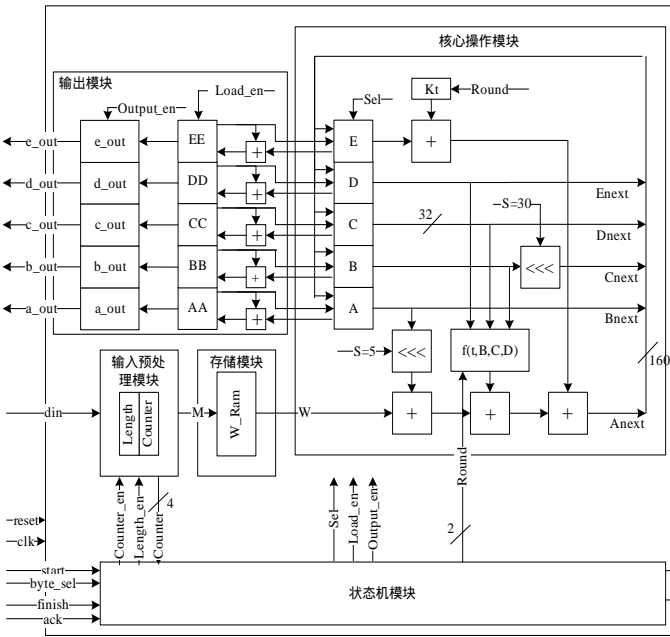 核心操作模块
输出模块
Load_en
Output_en
Sel
Kt
Round
e_out
e_out
EE
+
E
+
d_out
d_out
DD
+
D
Enext
S=30
c_out
c_out
CC
+
C
32
Dnext
b_out
b_out
BB
+
B
<<<
Cnext
a_out
a_out
AA
+
A
Bnext
S=5
<<<
f(t,B,C,D)
160
输入预处
理模块
存储模块
din
Length
Counter
M
W_Ram
W
+
+
+
Anext
Round
4
Counter_en
Length_en
Counter
Sel
Load_en
Output_en
2
reset
clk
start
byte_sel
finish
ack
状态机模块